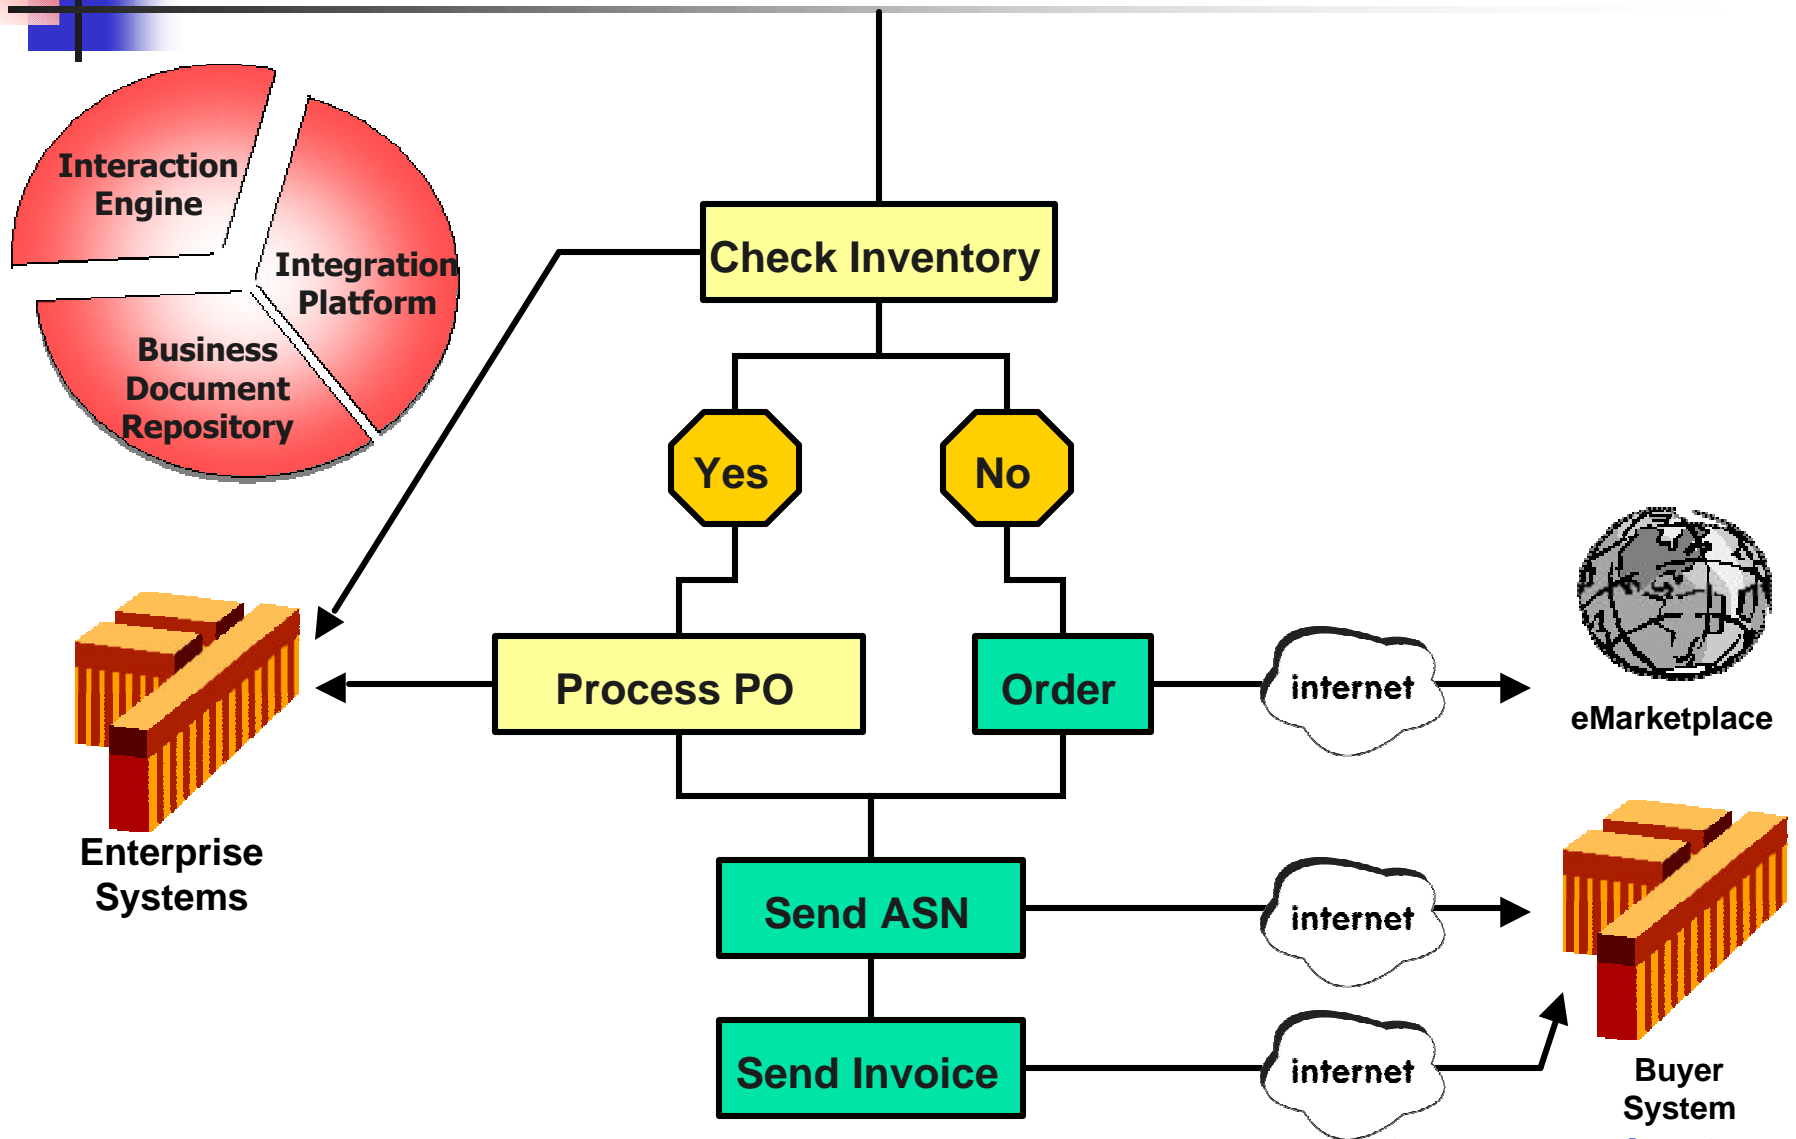 Interaction
Engine
Integration
Platform
Business
Document
Repository
Check Inventory
Yes
No
Process PO
Order
internet
eMarketplace
Enterprise
Systems
Send ASN
internet
Send Invoice
internet
Buyer
System